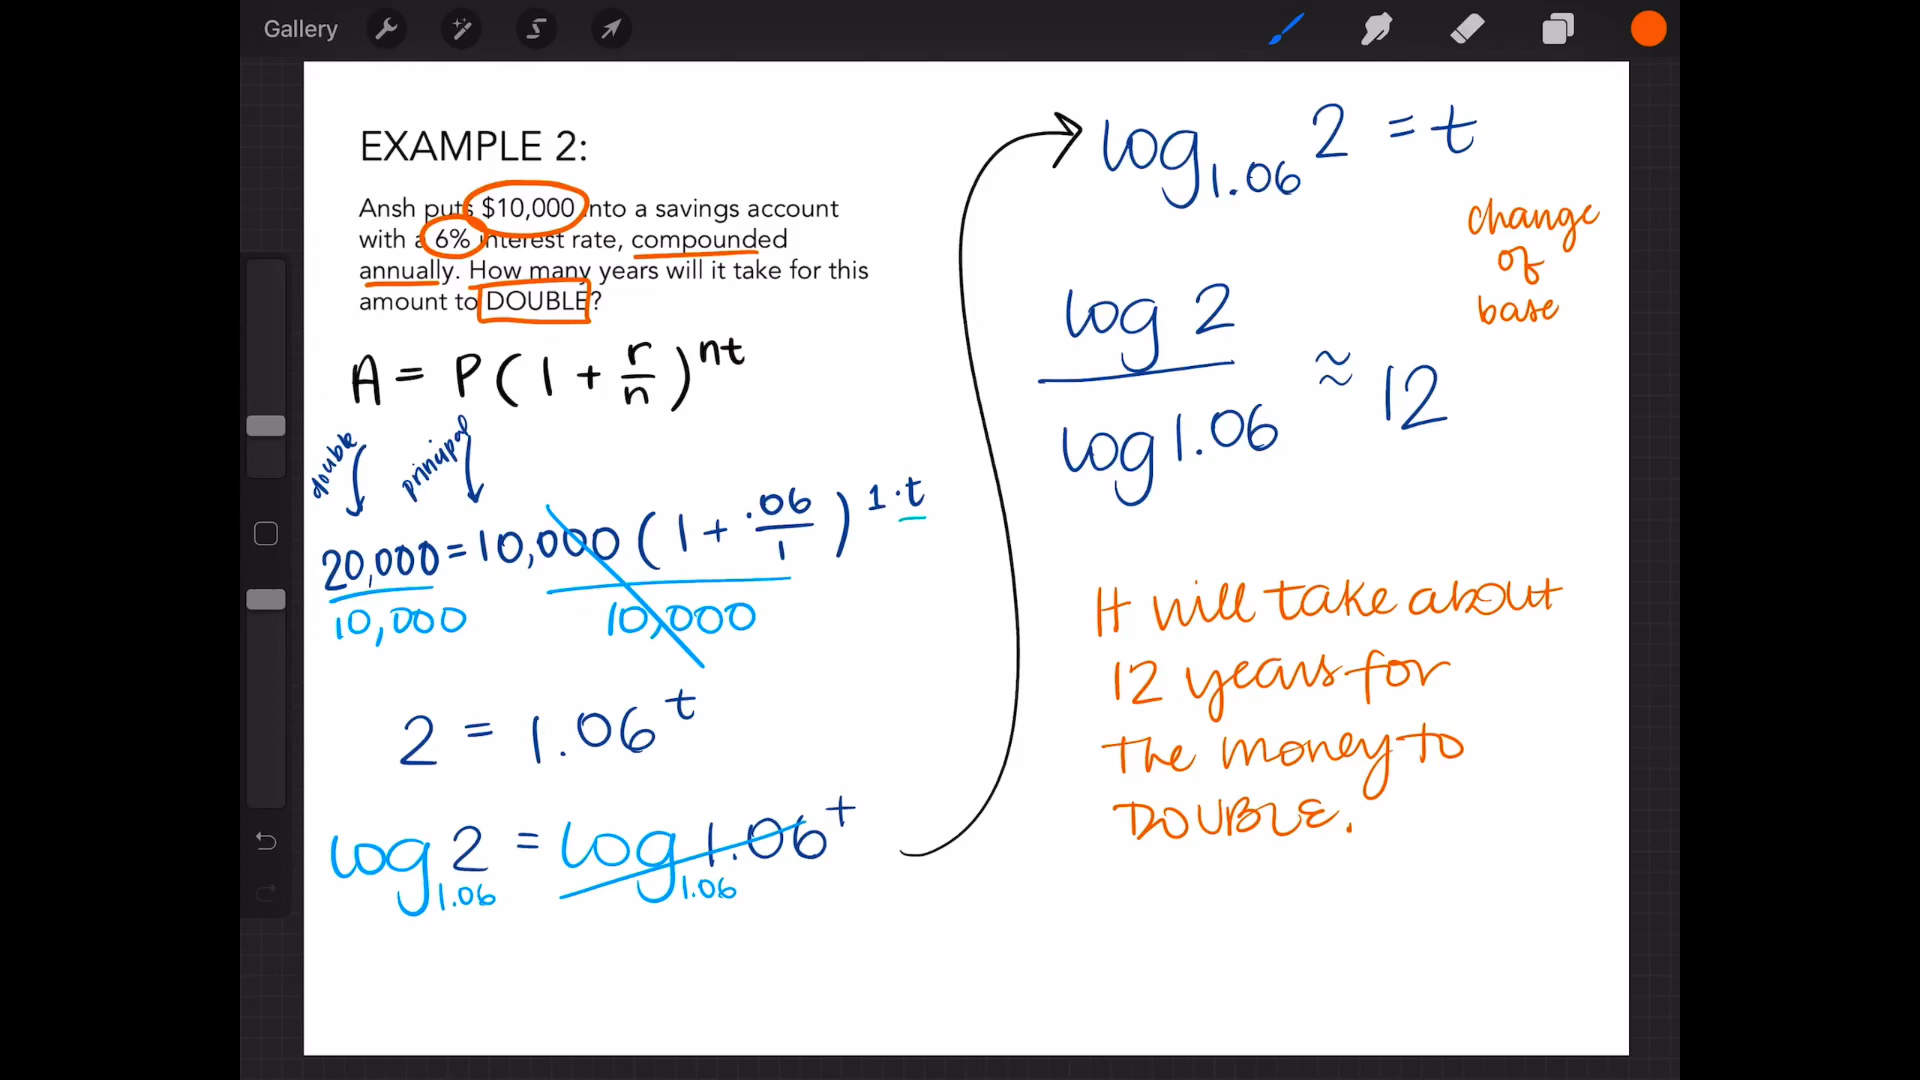 Gallery
EXAMPLE 2:
Ansh puts $10,000 into a savings account
with a 6% interest rate, compounded
annually. How many years will it take for this
amount to DOUBLE?
A = P(1 + r/n)^nt
double principal
20,000 = 10,000 (1 + .06/1)^1·t
10,000 10,000
2 = 1.06^t
log_1.06 2 = log_1.06 1.06^t
log_1.06 2 = t
change
of
base
log 2
≈ 12
log 1.06
It will take about
12 years for
the money to
DOUBLE.